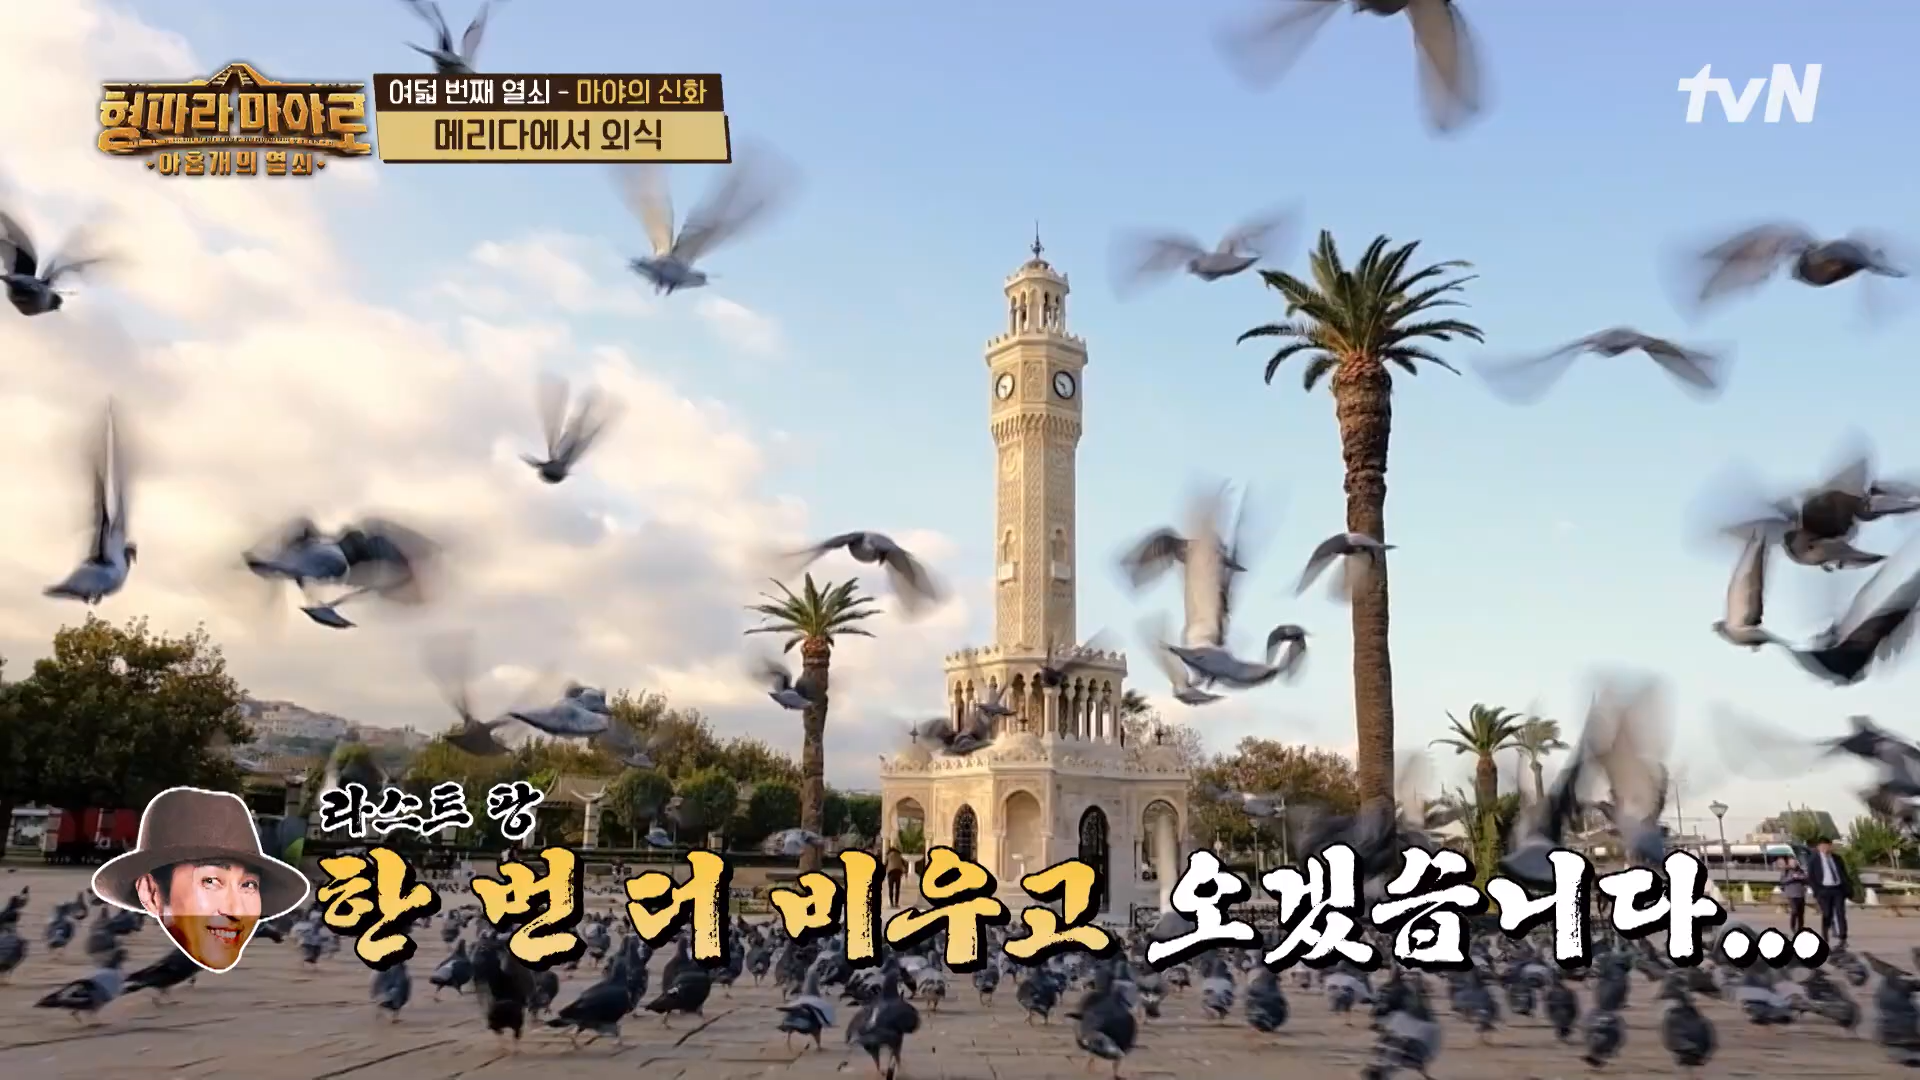 형따라 마야로
아홉개의 열쇠
여덟 번째 열쇠 - 마야의 신화
메리다에서 외식
tvN
라스트 팡
한 번 더 비우고 오겠습니다...